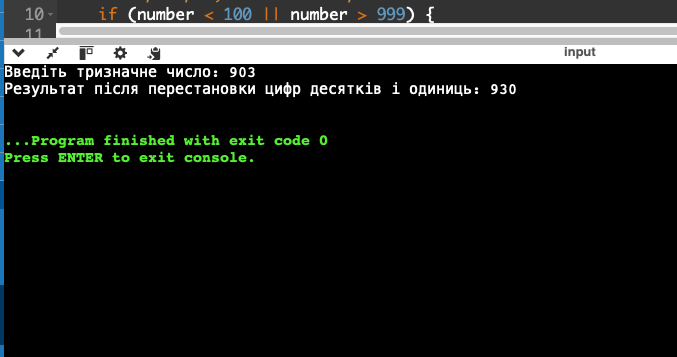 10 if (number < 100 || number > 999) {
11
input
Введіть тризначне число: 903
Результат після перестановки цифр десятків і одиниць: 930
...Program finished with exit code 0
Press ENTER to exit console.